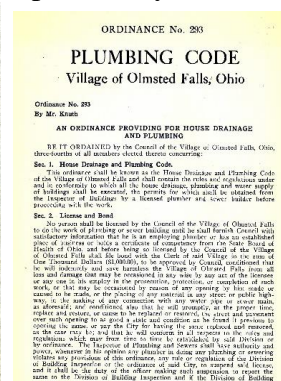 ORDINANCE No. 293
PLUMBING CODE
Village of Olmsted Falls, Ohio
Ordinance No. 293
By Mr. Knuth
AN ORDINANCE PROVIDING FOR HOUSE DRAINAGE
AND PLUMBING
BE IT ORDAINED by the Council of the Village of Olmsted Falls, Ohio,
three-fourths of all members elected thereto concurring:
Sec. 1. House Drainage and Plumbing Code.
This ordinance shall be known as the House Drainage and Plumbing Code
of the Village of Olmsted Falls and shall contain the rules and regulations under
and in conformity to which all the house drainage, plumbing and water supply
of buildings shall be executed, the permits for which shall be obtained from
the Inspector of Buildings by a licensed plumber and sewer builder before
proceeding with the work.
Sec. 2. License and Bond
No person shall be licensed by the Council of the Village of Olmsted Falls
to do the work of plumbing or sewer building until he shall furnish Council with
satisfactory information that he is an employing plumber or has an established
place of business or holds a certificate of competency from the State Board of
Health of Ohio, and before being so licensed by the Council of the Village
of Olmsted Falls shall file bond with the Clerk of said Village in the sum of
One Thousand Dollars ($1,000.00), to be approved by Council, conditioned that
he will indemnify and save harmless the Village of Olmsted Falls from all
loss and damage that may be occasioned in any wise by any act of the licensee
or any one in his employ in the prosecution, protection, or completion of such
work, or that may be occasioned by reason of any opening by him made or
caused to be made, or the placing of any material in any street or public high-
way, in the making of any connection with any water pipe or sewer main,
as aforesaid; and conditioned also that he will promptly, at the proper time,
replace and restore, or cause to be replaced or restored, the street and pavement
over such opening to as good a state and condition as he found it previous to
opening the same, or pay the City for having the same replaced and restored,
as the case may be; and that he will conform in all respects to the rules and
regulations which may from time to time be established by said Division or
by ordinance. The Inspector of Plumbing and Sewers shall have authority and
power, whenever in his opinion any plumber in doing any plumbing or sewering
violates any provisions of this ordinance, any rule or regulation of the Division
of Building Inspection or the ordinances of said City, to suspend said license,
and it shall be the duty of the officer making such suspension, to report the
same to the Division of Building Inspection and if the Division of Building